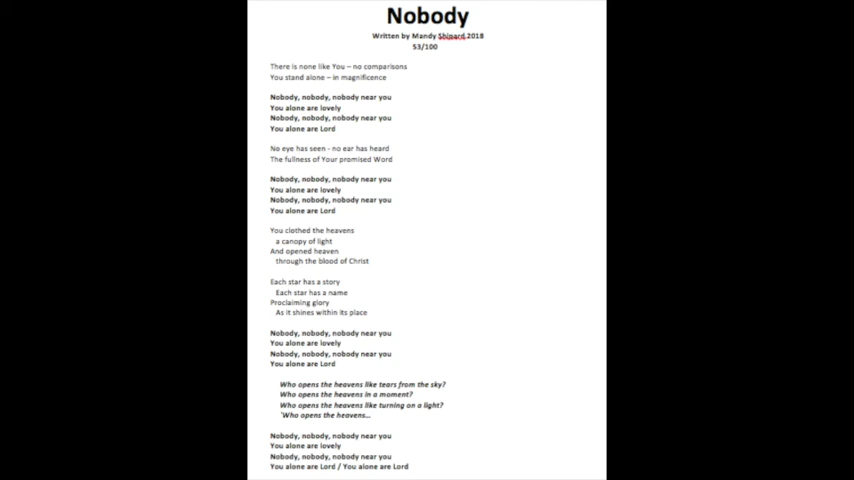 Nobody
Written by Mandy Shipard 2018
53/100
There is none like You – no comparisons
You stand alone – in magnificence
Nobody, nobody, nobody near you
You alone are lovely
Nobody, nobody, nobody near you
You alone are Lord
No eye has seen - no ear has heard
The fullness of Your promised Word
Nobody, nobody, nobody near you
You alone are lovely
Nobody, nobody, nobody near you
You alone are Lord
You clothed the heavens
a canopy of light
And opened heaven
through the blood of Christ
Each star has a story
Each star has a name
Proclaiming glory
As it shines within its place
Nobody, nobody, nobody near you
You alone are lovely
Nobody, nobody, nobody near you
You alone are Lord
Who opens the heavens like tears from the sky?
Who opens the heavens in a moment?
Who opens the heavens like turning on a light?
'Who opens the heavens...
Nobody, nobody, nobody near you
You alone are lovely
Nobody, nobody, nobody near you
You alone are Lord / You alone are Lord